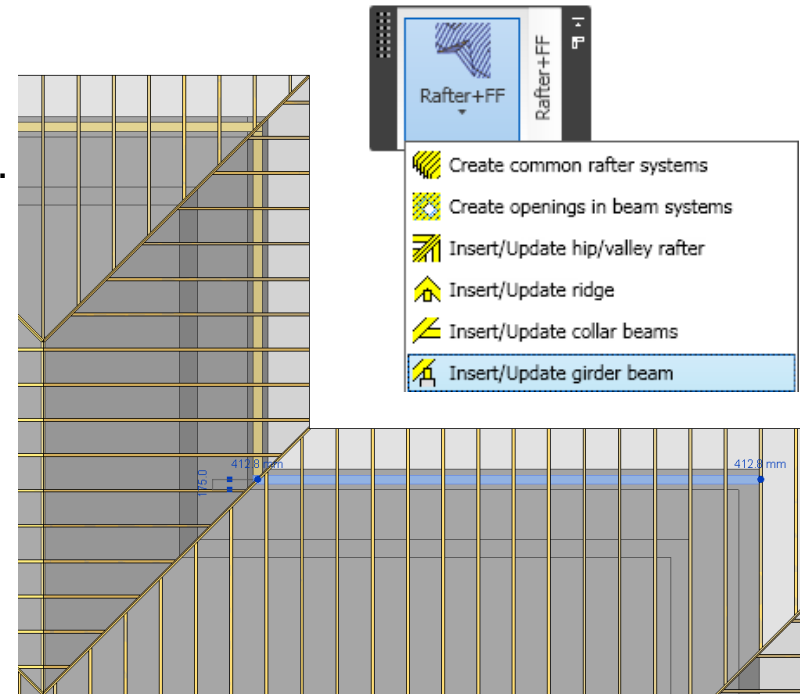 Rafter+FF
Rafter+FF
Create common rafter systems
Create openings in beam systems
Insert/Update hip/valley rafter
Insert/Update ridge
Insert/Update collar beams
Insert/Update girder beam
.
412.8 mm
412.8 mm
175.0